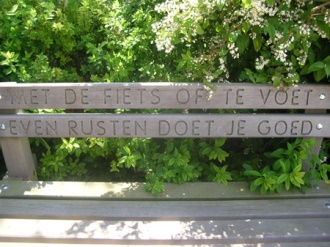 MET DE FIETS OF TE VOET
EVEN RUSTEN DOET JE GOED